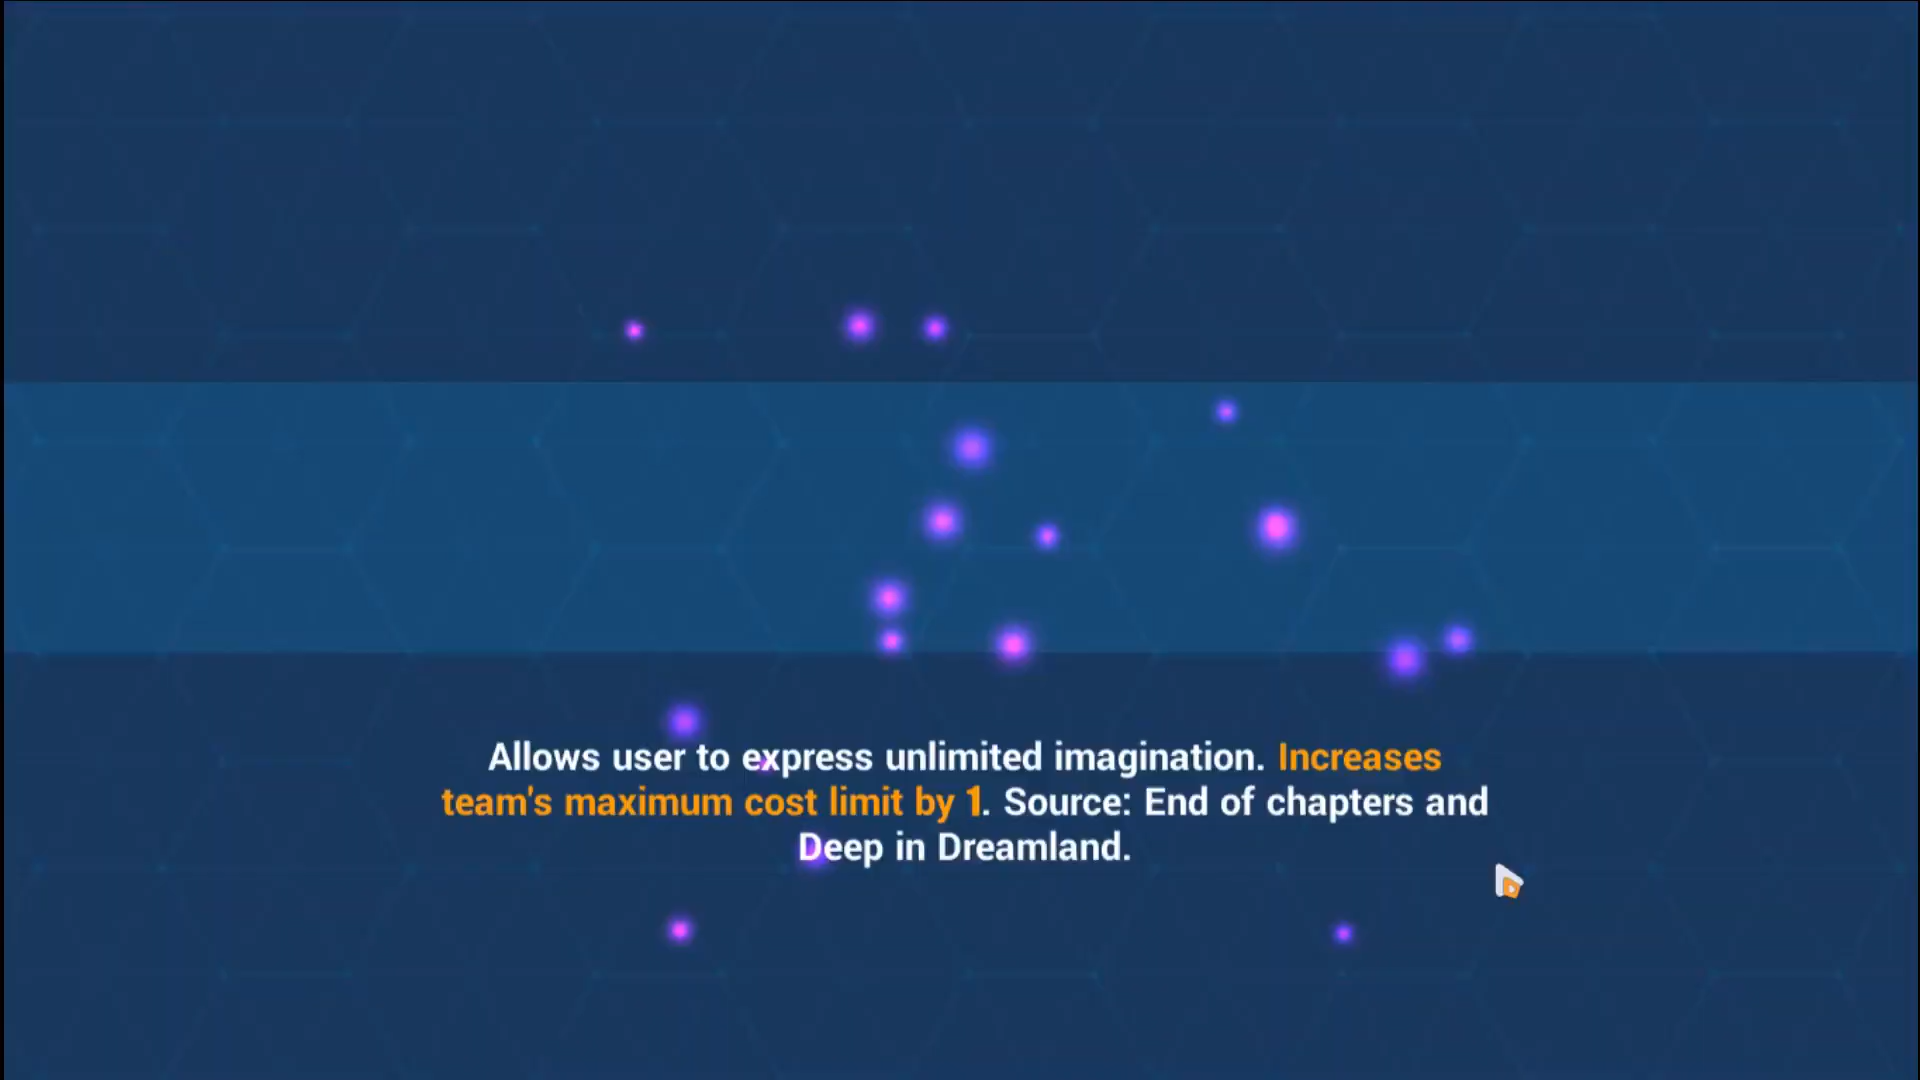 Allows user to express unlimited imagination. Increases
team's maximum cost limit by 1. Source: End of chapters and
Deep in Dreamland.